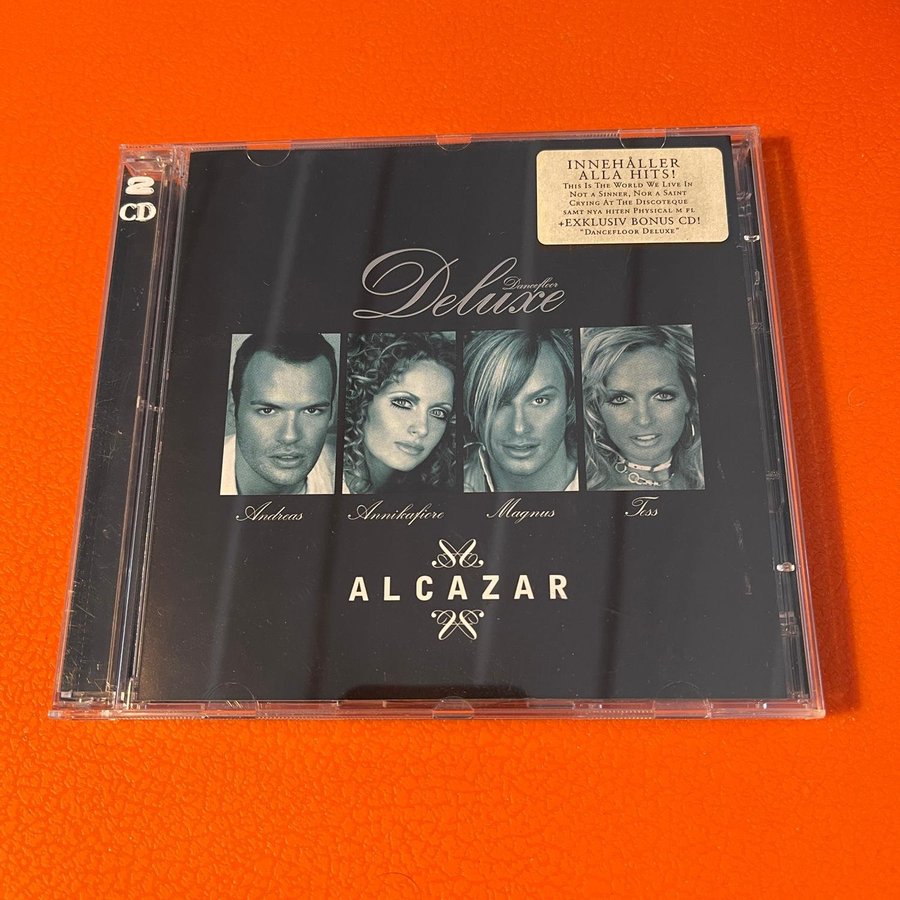 2
CD
INNEHÅLLER
ALLA HITS!
THIS IS THE WORLD WE LIVE IN
NOT A SINNER, NOR A SAINT
CRYING AT THE DISCOTEQUE
SAMT NYA HITEN PHYSICAL M FL
+EXKLUSIV BONUS CD!
"DANCEFLOOR DELUXE"
Dancefloor
Deluxe
Andreas Annikafiore Magnus Tess
ALCAZAR